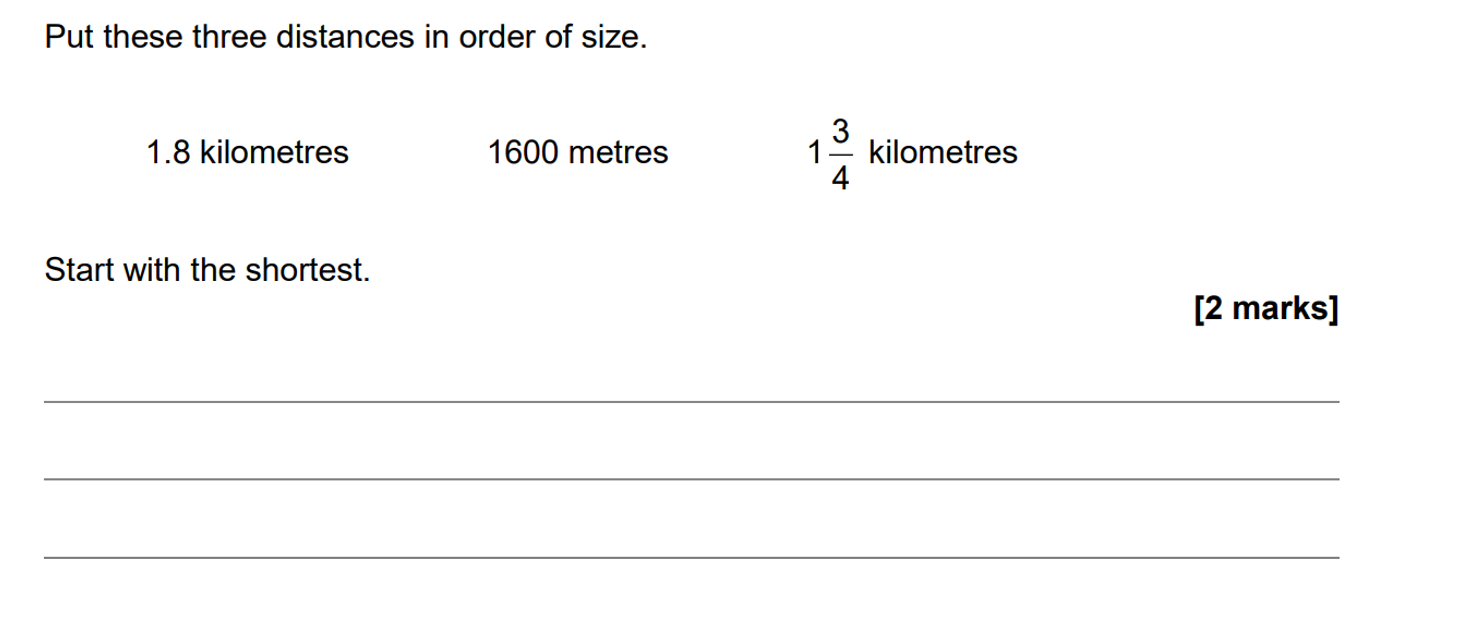 Put these three distances in order of size.
1.8 kilometres 1600 metres 1 3/4 kilometres
Start with the shortest.
[2 marks]